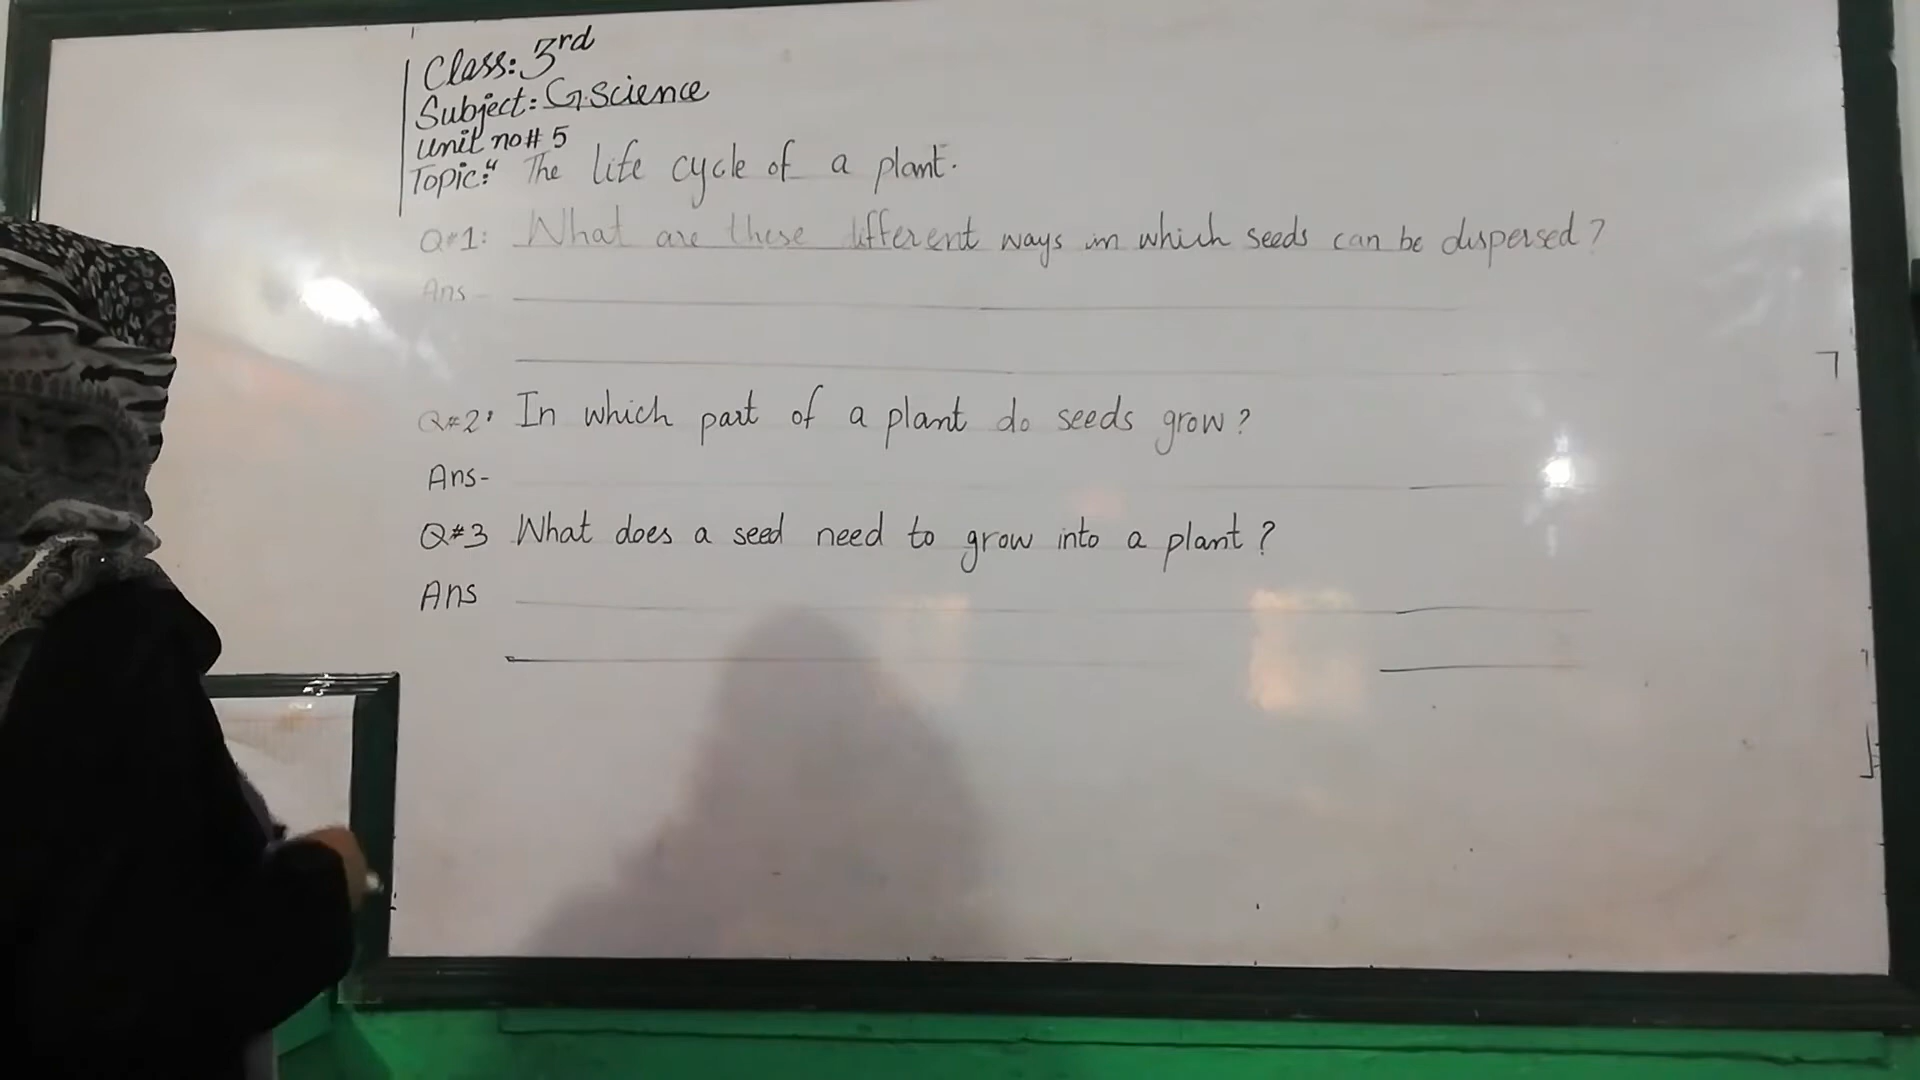 Class: 3rd
Subject: G.Science
Unit no# 5
Topic:" The life cycle of a plant.
Q#1: What are these different ways in which seeds can be dispersed?
Ans -
Q#2: In which part of a plant do seeds grow?
Ans-
Q#3 What does a seed need to grow into a plant?
Ans